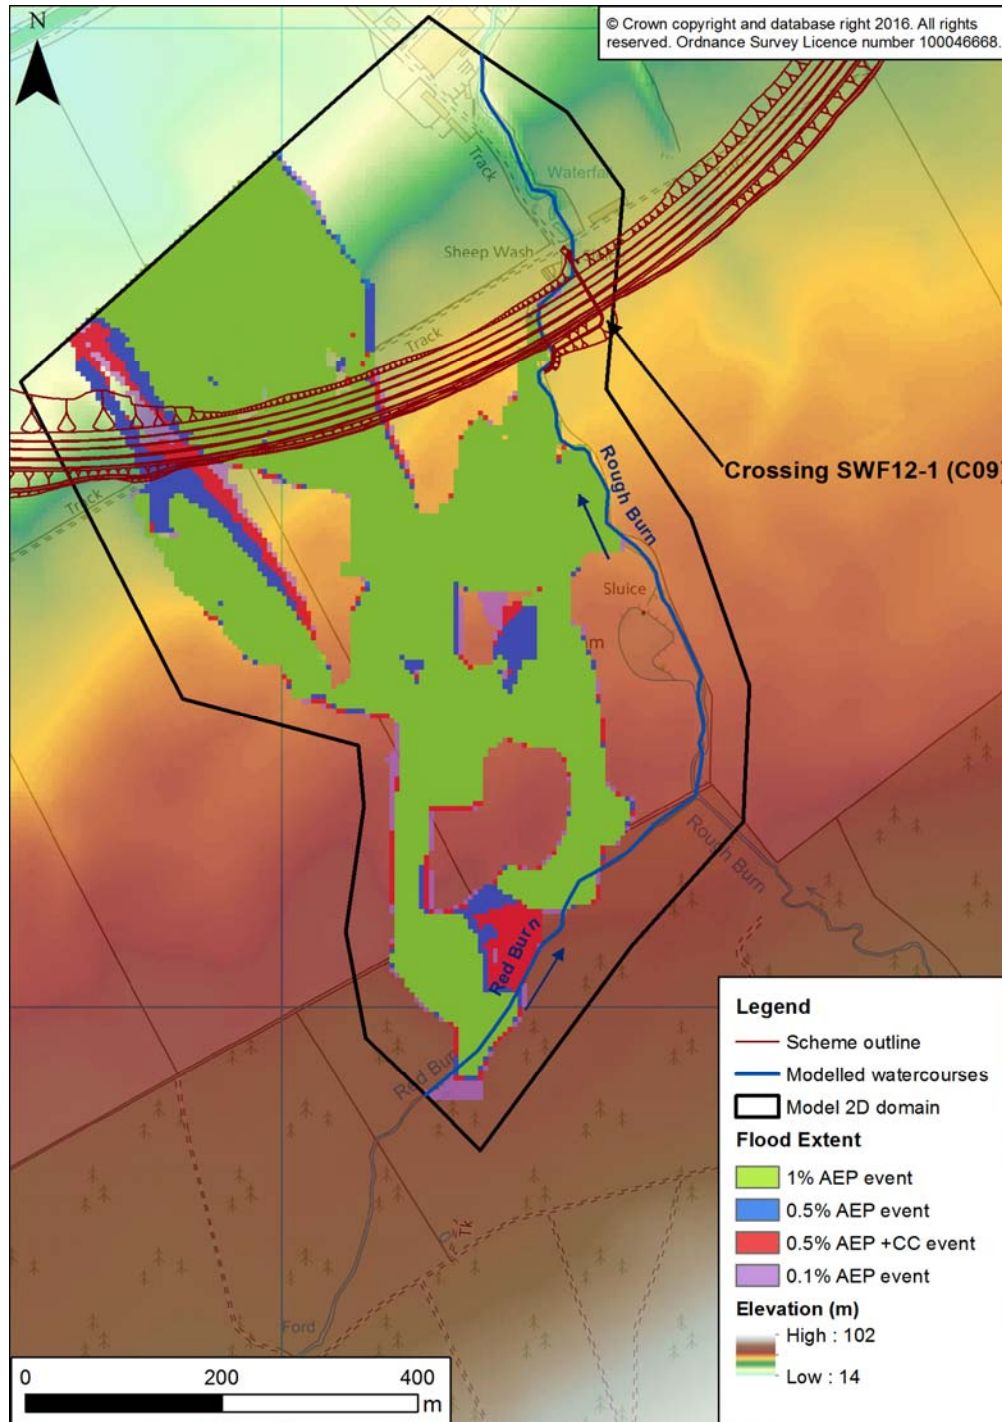 N
© Crown copyright and database right 2016. All rights
reserved. Ordnance Survey Licence number 100046668.
Track
Sheep Wash
Track
Crossing SWF12-1 (C09)
Track
Rough Burn
Sluice
Rough Burn
Red Burn
Red Bur
Tk
Ford
Legend
Scheme outline
Modelled watercourses
Model 2D domain
Flood Extent
1% AEP event
0.5% AEP event
0.5% AEP +CC event
0.1% AEP event
Elevation (m)
High : 102
Low : 14
0 200 400
m